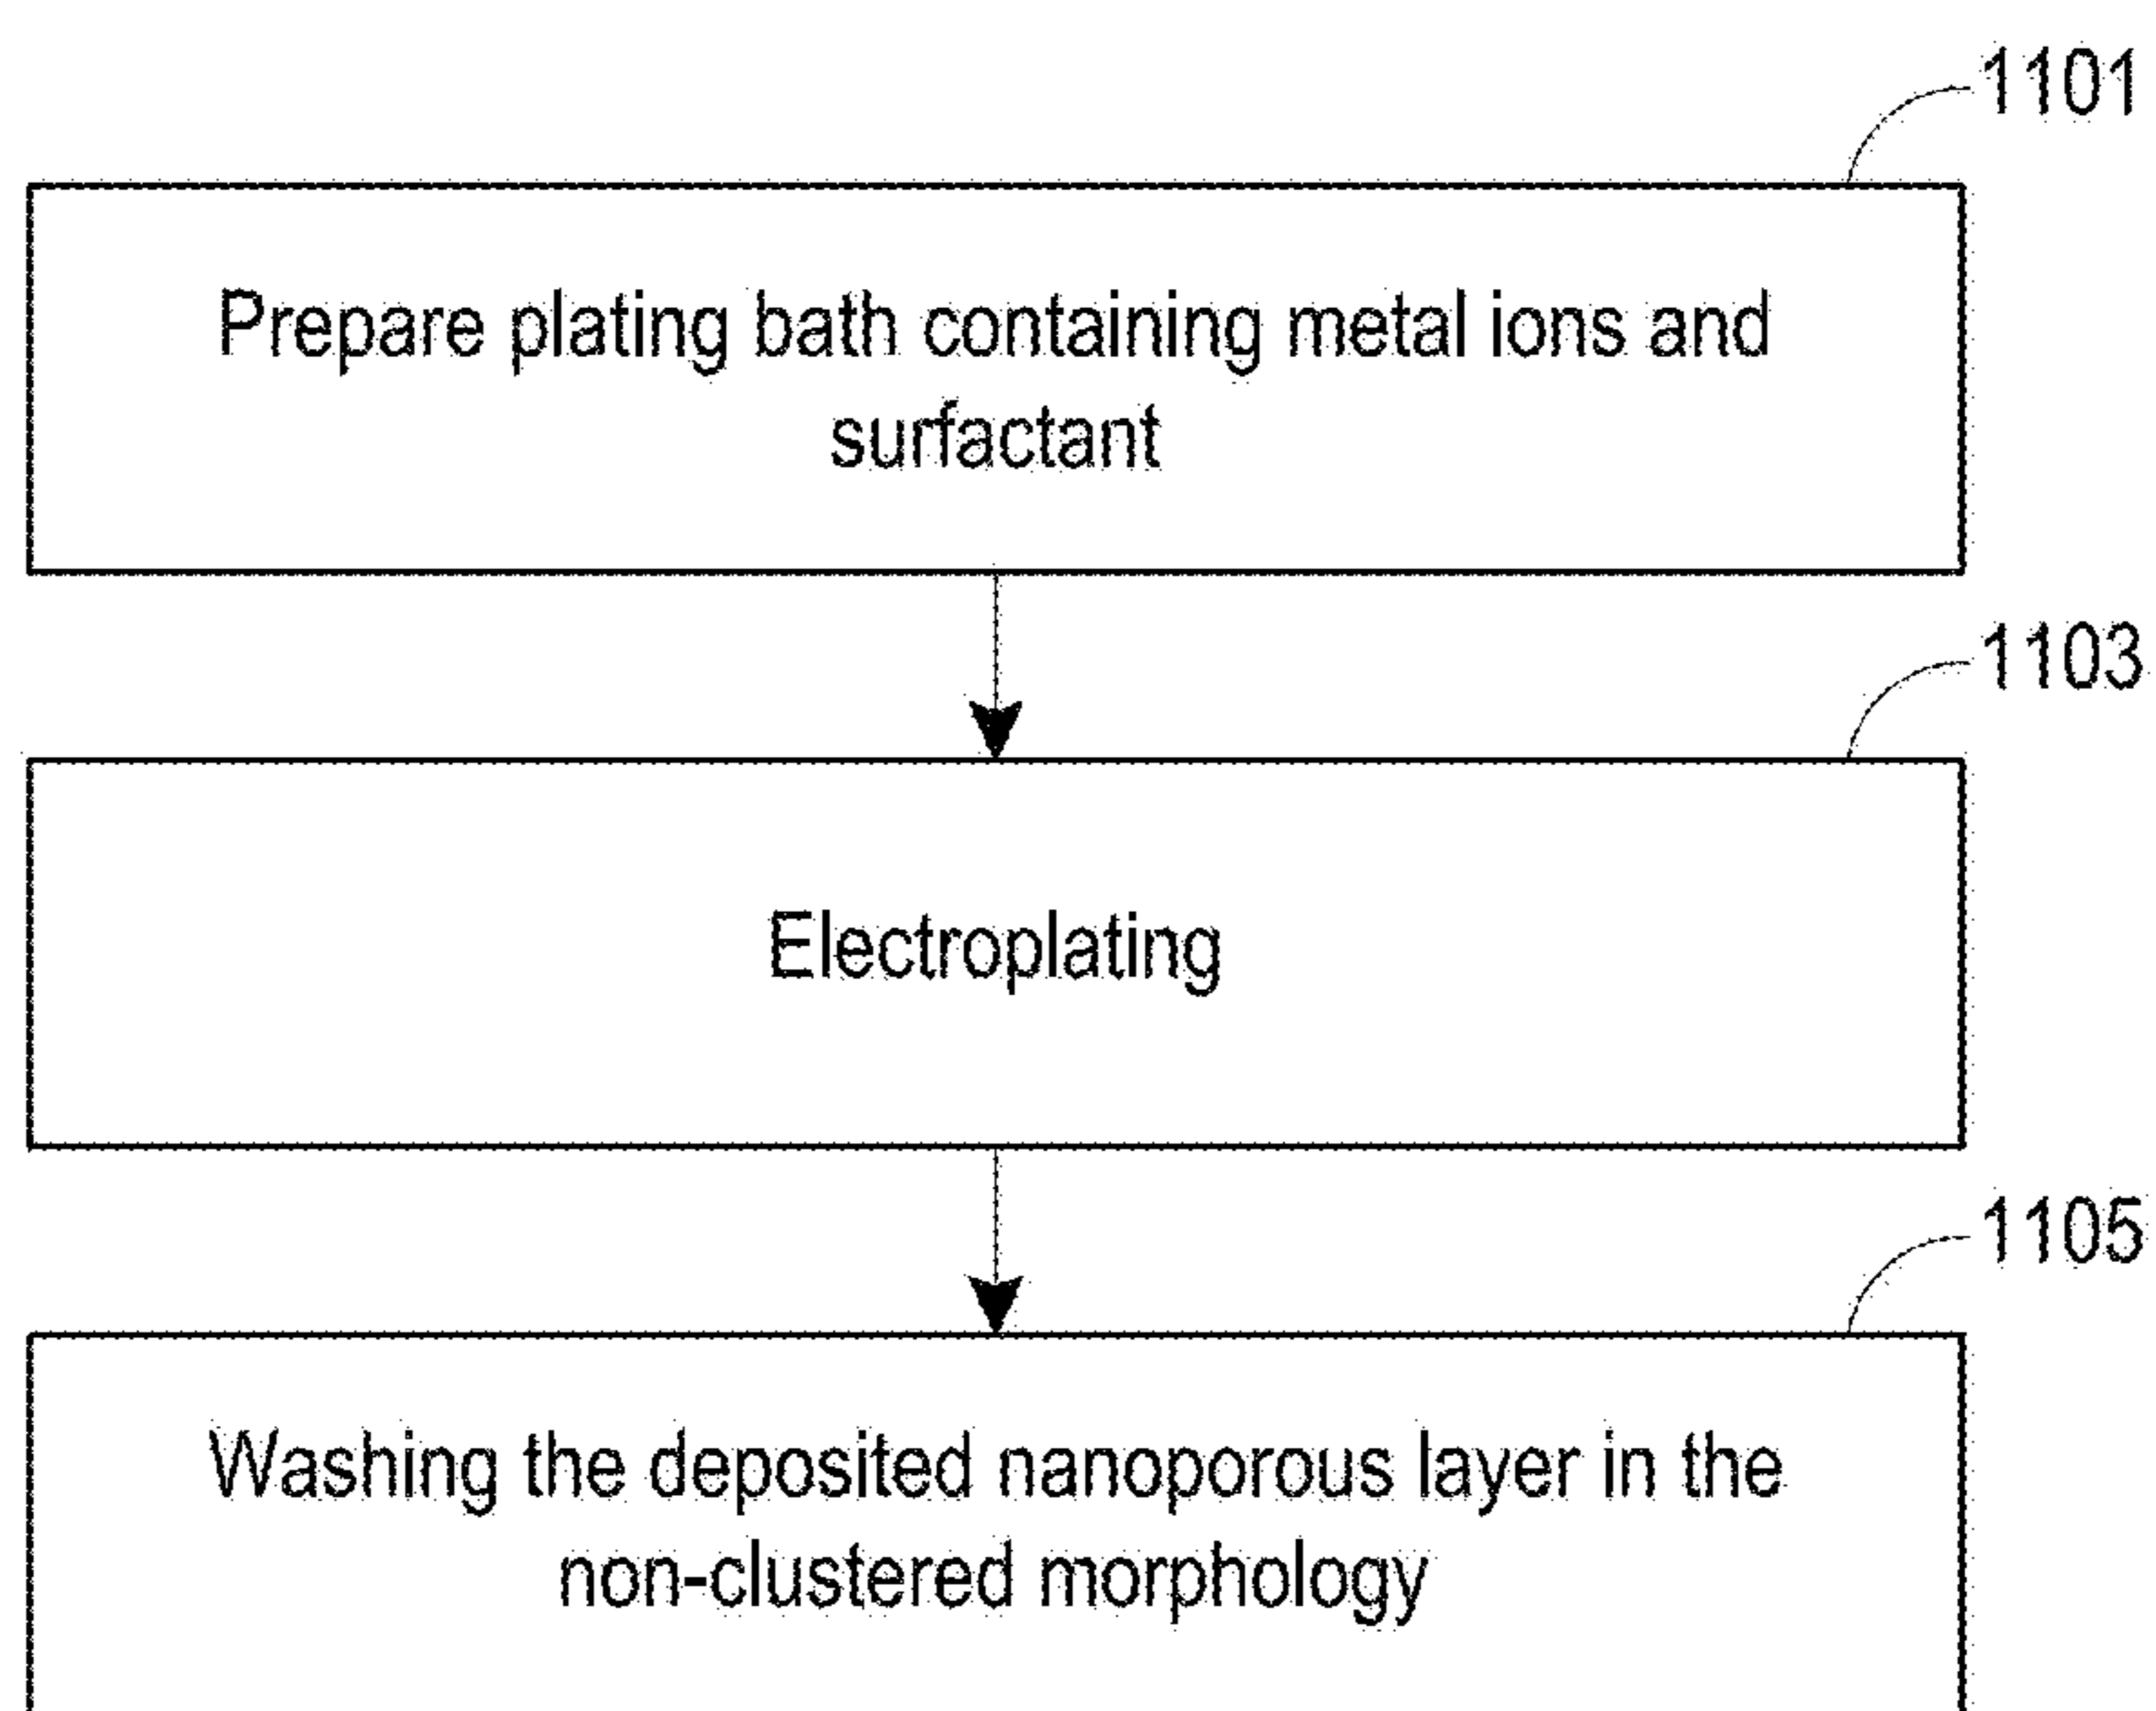 1101
Prepare plating bath containing metal ions and
surfactant
1103
Electroplating
1105
Washing the deposited nanoporous layer in the
non-clustered morphology